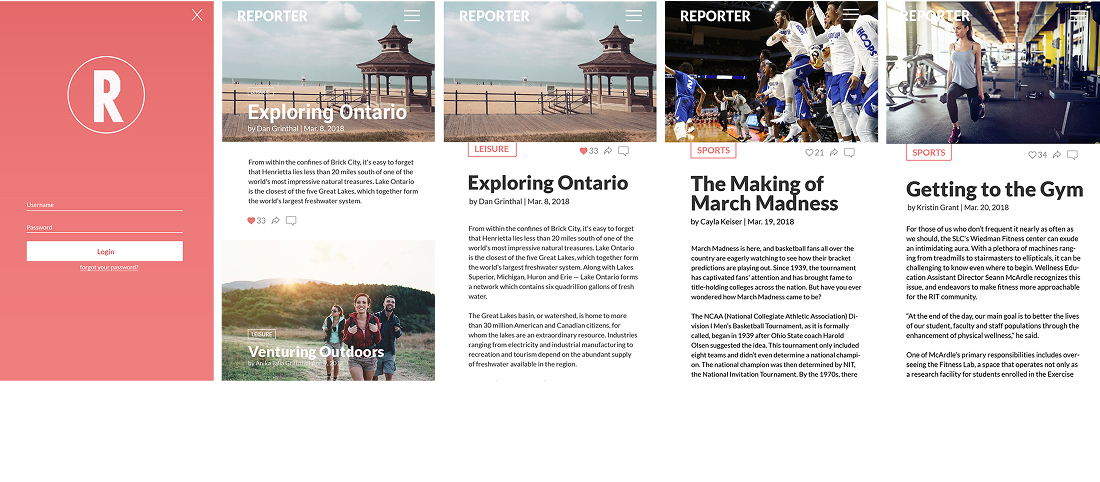 R
Username
Password
Login
forgot your password?
REPORTER
LEISURE
Exploring Ontario
by Dan Grinthal | Mar. 8, 2018
From within the confines of Brick City, it's easy to forget
that Henrietta lies less than 20 miles south of one of the
world's most impressive natural treasures. Lake Ontario
is the closest of the five Great Lakes, which together form
the world's largest freshwater system.
33
LEISURE
Venturing Outdoors
REPORTER
LEISURE
33
Exploring Ontario
by Dan Grinthal | Mar. 8, 2018
From within the confines of Brick City, it's easy to forget
that Henrietta lies less than 20 miles south of one of the
world's most impressive natural treasures. Lake Ontario
is the closest of the five Great Lakes, which together form
the world's largest freshwater system. Along with Lakes
Superior, Michigan, Huron and Erie — Lake Ontario forms
a network which contains six quadrillion gallons of fresh
water.
The Great Lakes basin, or watershed, is home to more
than 30 million American and Canadian citizens, for
whom the lakes are an extraordinary resource. Industries
ranging from electricity and industrial manufacturing to
recreation and tourism depend on the abundant supply
of freshwater available in the region.
REPORTER
HOOPS
SPORTS
21
The Making of
March Madness
by Cayla Keiser | Mar. 19, 2018
March Madness is here, and basketball fans all over the
country are eagerly watching to see how their bracket
predictions are playing out. Since 1939, the tournament
has captivated fans' attention and has brought fame to
title-holding colleges across the nation. But have you ever
wondered how March Madness came to be?
The NCAA (National Collegiate Athletic Association) Di-
vision I Men's Basketball Tournament, as it is formally
called, began in 1939 after Ohio State coach Harold
Olsen suggested the idea. This tournament only included
eight teams and didn't even determine a national champi-
on. The national champion was then determined by NIT,
the National Invitation Tournament. By the 1970s, there
REPORTER
SPORTS
34
Getting to the Gym
by Kristin Grant | Mar. 20, 2018
For those of us who don't frequent it nearly as often as
we should, the SLC's Wiedman Fitness center can exude
an intimidating aura. With a plethora of machines rang-
ing from treadmills to stairmasters to ellipticals, it can be
challenging to know even where to begin. Wellness Edu-
cation Assistant Director Seann McArdle recognizes this
issue, and endeavors to make fitness more approachable
for the RIT community.
"At the end of the day, our main goal is to better the lives
of our student, faculty and staff populations through the
enhancement of physical wellness," he said.
One of McArdle's primary responsibilities includes over-
seeing the Fitness Lab, a space that operates not only as
a research facility for students enrolled in the Exercise